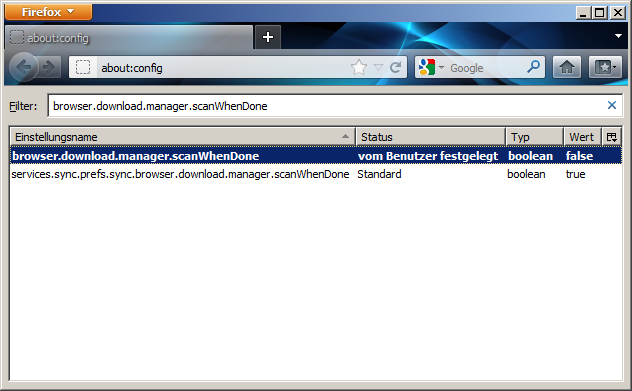 Firefox
about:config
about:config
Google
Filter: browser.download.manager.scanWhenDone
Einstellungsname Status Typ Wert
browser.download.manager.scanWhenDone vom Benutzer festgelegt boolean false
services.sync.prefs.sync.browser.download.manager.scanWhenDone Standard boolean true